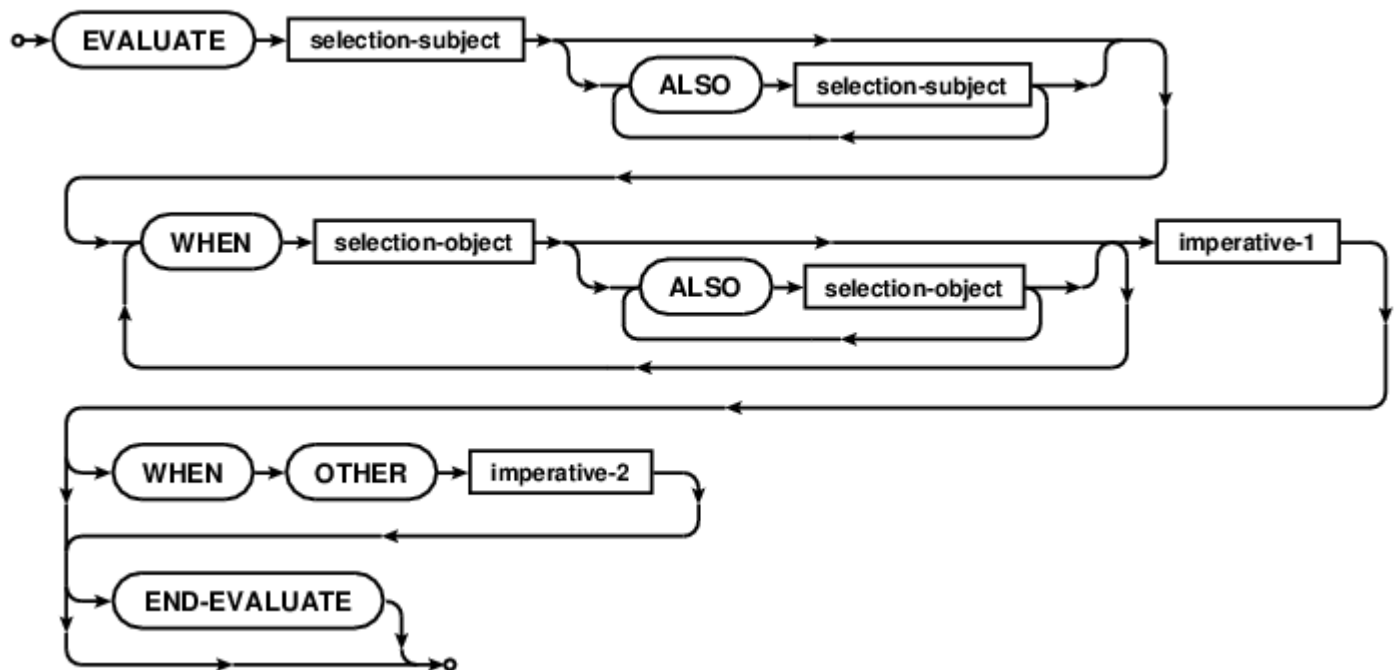 EVALUATE selection-subject
ALSO selection-subject
WHEN selection-object imperative-1
ALSO selection-object
WHEN OTHER imperative-2
END-EVALUATE